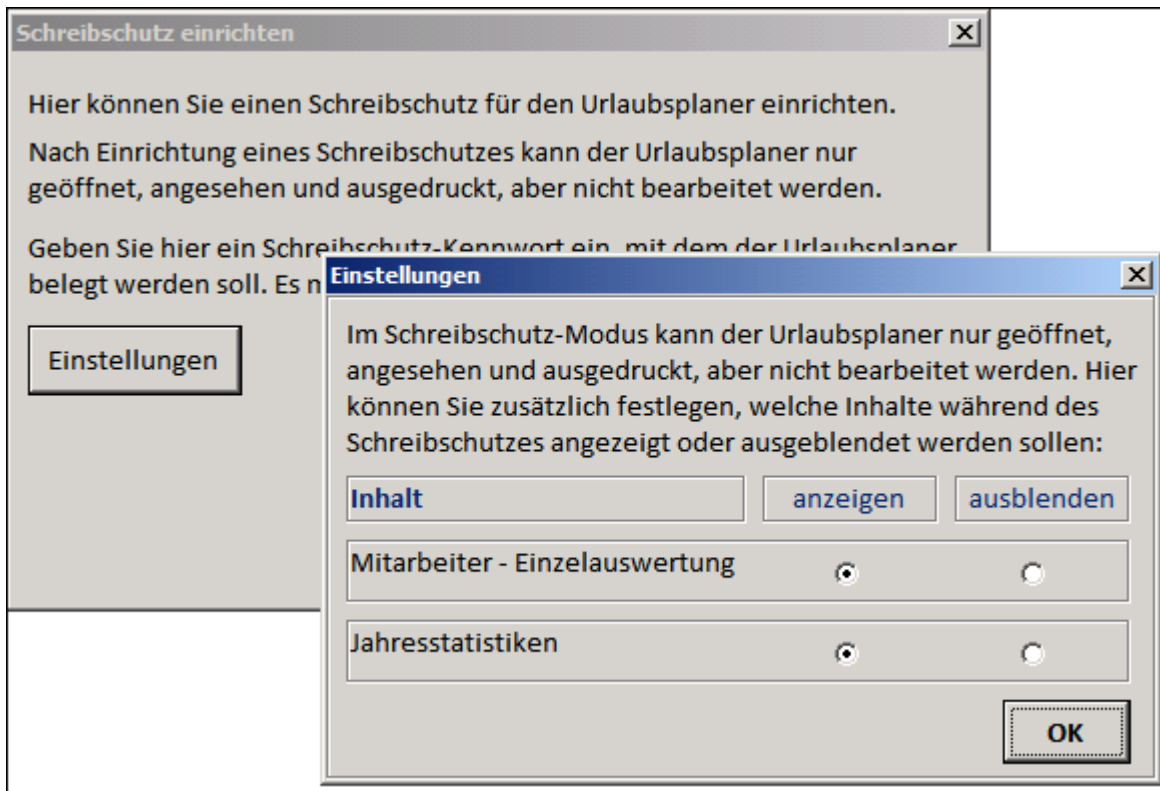 Schreibschutz einrichten
Hier können Sie einen Schreibschutz für den Urlaubsplaner einrichten.
Nach Einrichtung eines Schreibschutzes kann der Urlaubsplaner nur
geöffnet, angesehen und ausgedruckt, aber nicht bearbeitet werden.
Geben Sie hier ein Schreibschutz-Kennwort ein, mit dem der Urlaubsplaner
belegt werden soll. Es
Einstellungen
Einstellungen
Im Schreibschutz-Modus kann der Urlaubsplaner nur geöffnet,
angesehen und ausgedruckt, aber nicht bearbeitet werden. Hier
können Sie zusätzlich festlegen, welche Inhalte während des
Schreibschutzes angezeigt oder ausgeblendet werden sollen:
Inhalt anzeigen ausblenden
Mitarbeiter - Einzelauswertung
Jahresstatistiken
OK